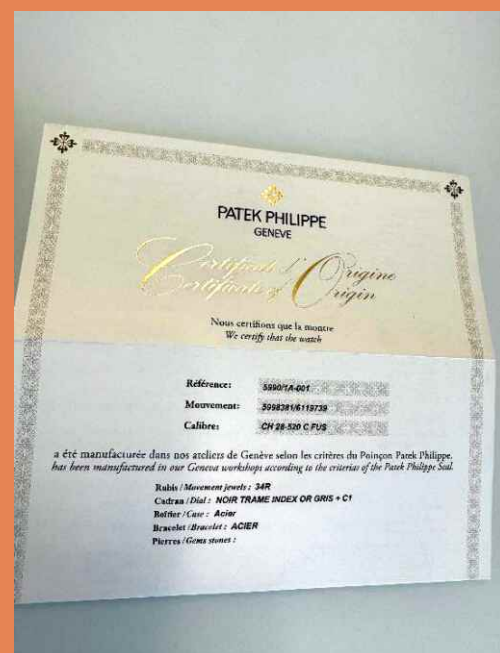 PATEK PHILIPPE
GENEVE
Certificat d'Origine
Certificate of Origin
Nous certifions que la montre
We certify that the watch
Référence: 5990/1A-001
Mouvement: 5998381/6119739
Calibre: CH 28-520 C FUS
a été manufacturée dans nos ateliers de Genève selon les critères du Poinçon Patek Philippe.
has been manufactured in our Geneva workshops according to the criterias of the Patek Philippe Seal.
Rubis / Movement jewels : 34R
Cadran / Dial : NOIR TRAME INDEX OR GRIS + C1
Boîtier / Case : Acier
Bracelet / Bracelet : ACIER
Pierres / Gems stones :